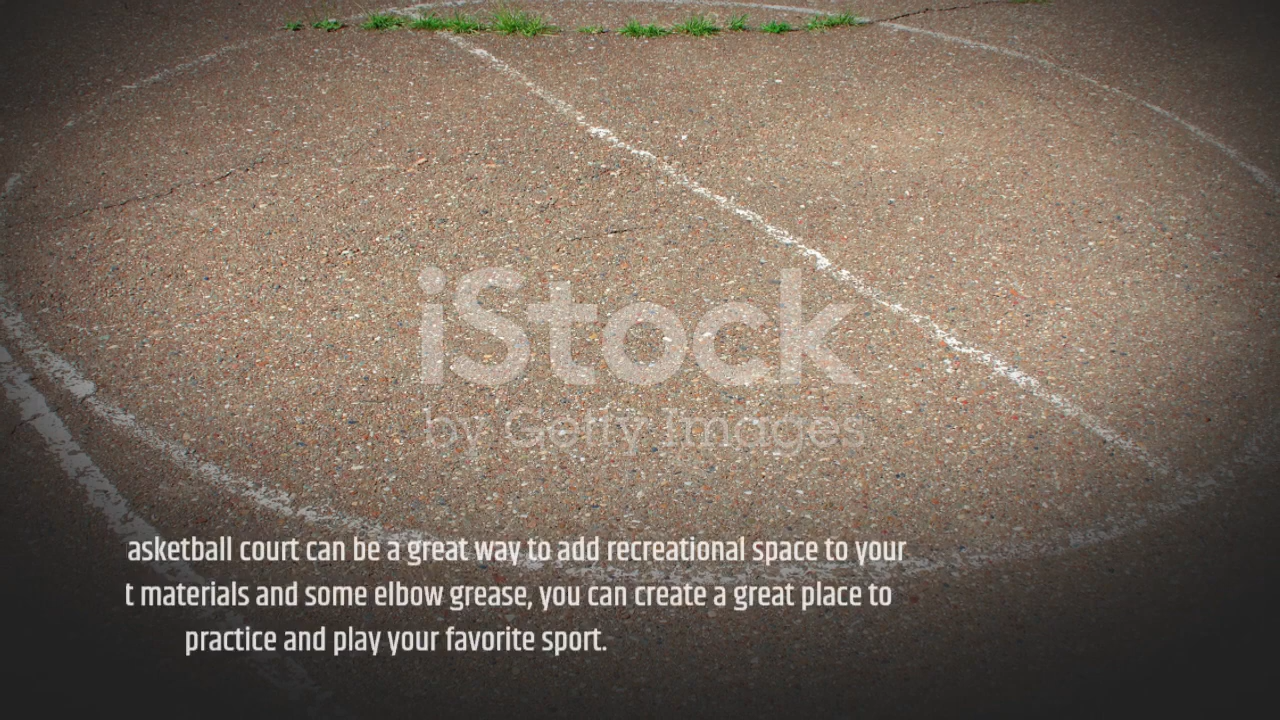 iStock
by Getty Images
asketball court can be a great way to add recreational space to your
t materials and some elbow grease, you can create a great place to
practice and play your favorite sport.